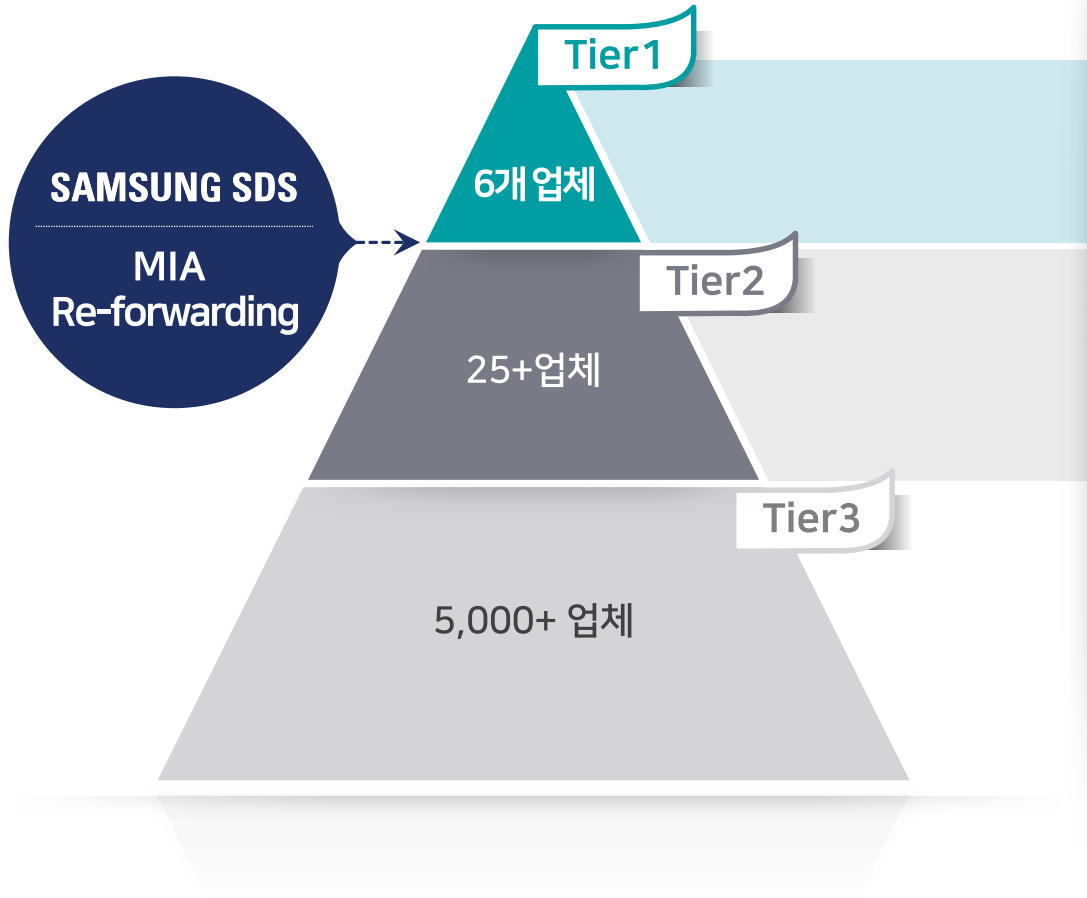 Tier1
6개 업체
SAMSUNG SDS
MIA
Re-forwarding
Tier2
25+업체
Tier3
5,000+ 업체